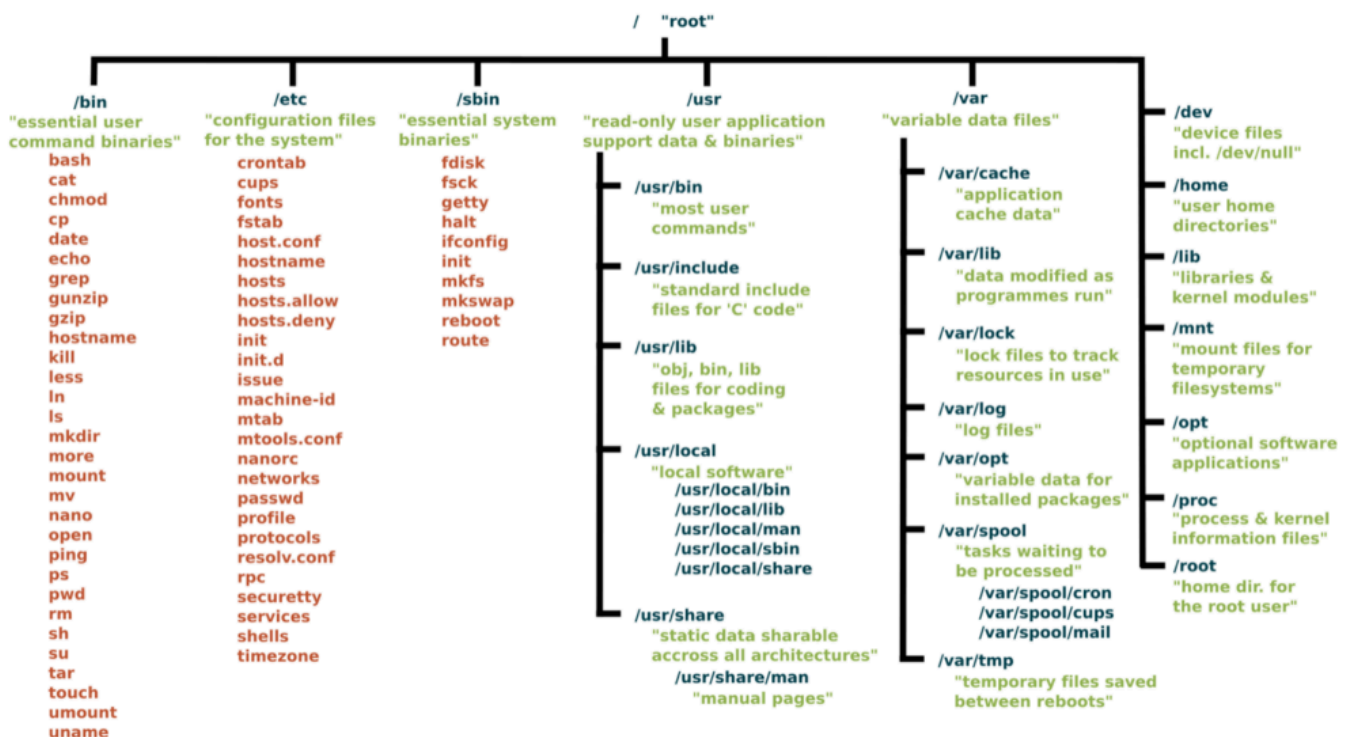 / "root"
/bin
"essential user
command binaries"
bash
cat
chmod
cp
date
echo
grep
gunzip
gzip
hostname
kill
less
ln
ls
mkdir
more
mount
mv
nano
open
ping
ps
pwd
rm
sh
su
tar
touch
umount
uname
/etc
"configuration files
for the system"
crontab
cups
fonts
fstab
host.conf
hostname
hosts
hosts.allow
hosts.deny
init
init.d
issue
machine-id
mtab
mtools.conf
nanorc
networks
passwd
profile
protocols
resolv.conf
rpc
securetty
services
shells
timezone
/sbin
"essential system
binaries"
fdisk
fsck
getty
halt
ifconfig
init
mkfs
mkswap
reboot
route
/usr
"read-only user application
support data & binaries"
/usr/bin
"most user
commands"
/usr/include
"standard include
files for 'C' code"
/usr/lib
"obj, bin, lib
files for coding
& packages"
/usr/local
"local software"
/usr/local/bin
/usr/local/lib
/usr/local/man
/usr/local/sbin
/usr/local/share
/usr/share
"static data sharable
accross all architectures"
/usr/share/man
"manual pages"
/var
"variable data files"
/var/cache
"application
cache data"
/var/lib
"data modified as
programmes run"
/var/lock
"lock files to track
resources in use"
/var/log
"log files"
/var/opt
"variable data for
installed packages"
/var/spool
"tasks waiting to
be processed"
/var/spool/cron
/var/spool/cups
/var/spool/mail
/var/tmp
"temporary files saved
between reboots"
/dev
"device files
incl. /dev/null"
/home
"user home
directories"
/lib
"libraries &
kernel modules"
/mnt
"mount files for
temporary
filesystems"
/opt
"optional software
applications"
/proc
"process & kernel
information files"
/root
"home dir. for
the root user"